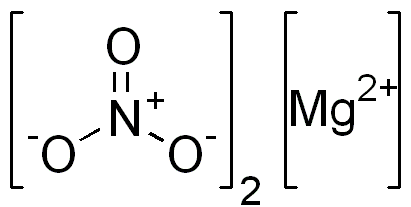 O
[ -O N+ O- ]2 [ Mg2+ ]